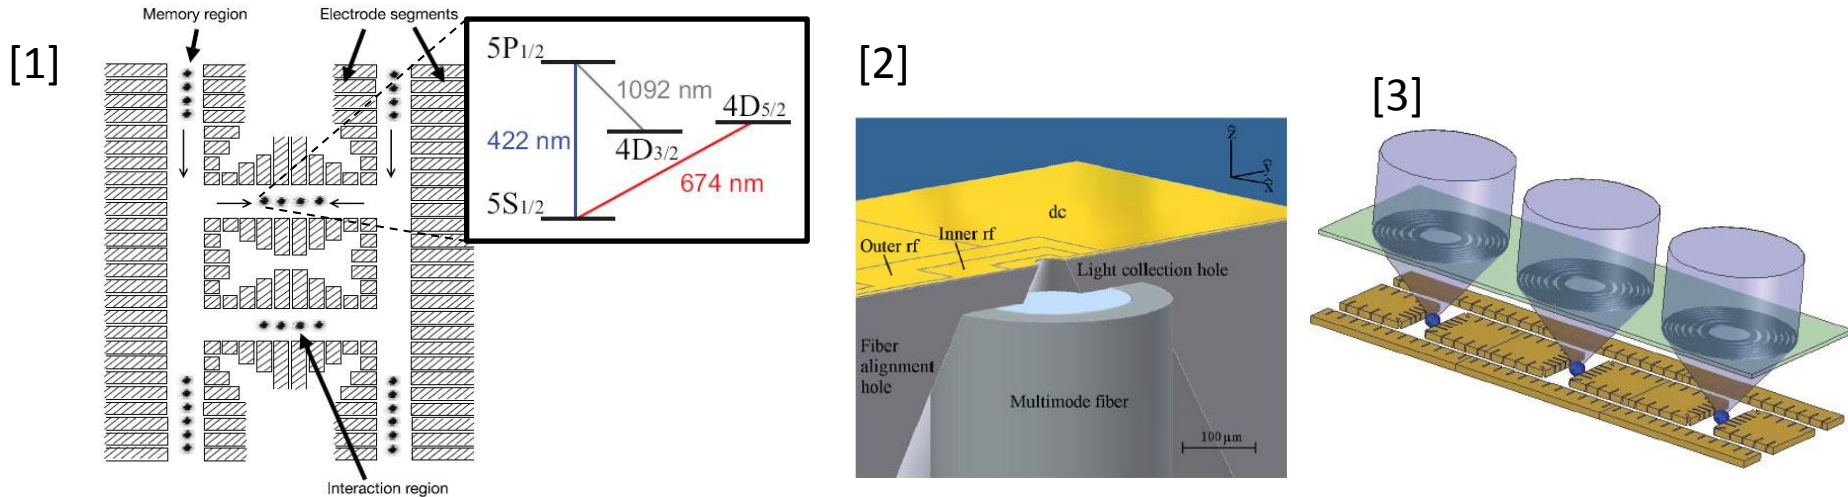 [1]
Memory region
Electrode segments
5P1/2
1092 nm
4D5/2
422 nm
4D3/2
674 nm
5S1/2
Interaction region
[2]
ẑ
ŷ
x̂
dc
Outer rf
Inner rf
Light collection hole
Fiber
alignment
hole
Multimode fiber
100 μm
[3]